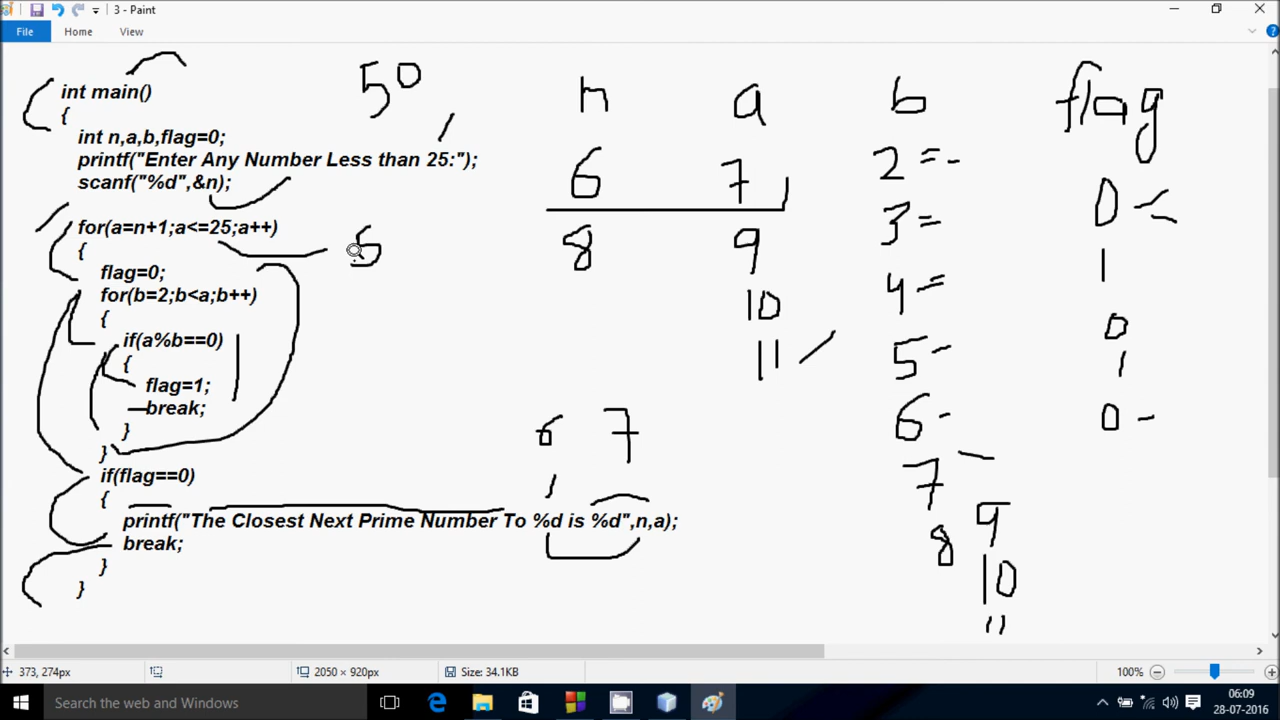 3 - Paint
File Home View
int main()
{
int n,a,b,flag=0;
printf("Enter Any Number Less than 25:");
scanf("%d",&n);
for(a=n+1;a<=25;a++)
{
flag=0;
for(b=2;b<a;b++)
{
if(a%b==0)
{
flag=1;
break;
}
}
if(flag==0)
{
printf("The Closest Next Prime Number To %d is %d",n,a);
break;
}
}
50
5
6 7
n a b flag
6 7 2 = - 0
8 9 3 = 1
10 4 = 0
11 5 - 1
6 - 0 -
7 -
8 9
10
11
373, 274px 2050 × 920px Size: 34.1KB 100%
Search the web and Windows
06:09
28-07-2016